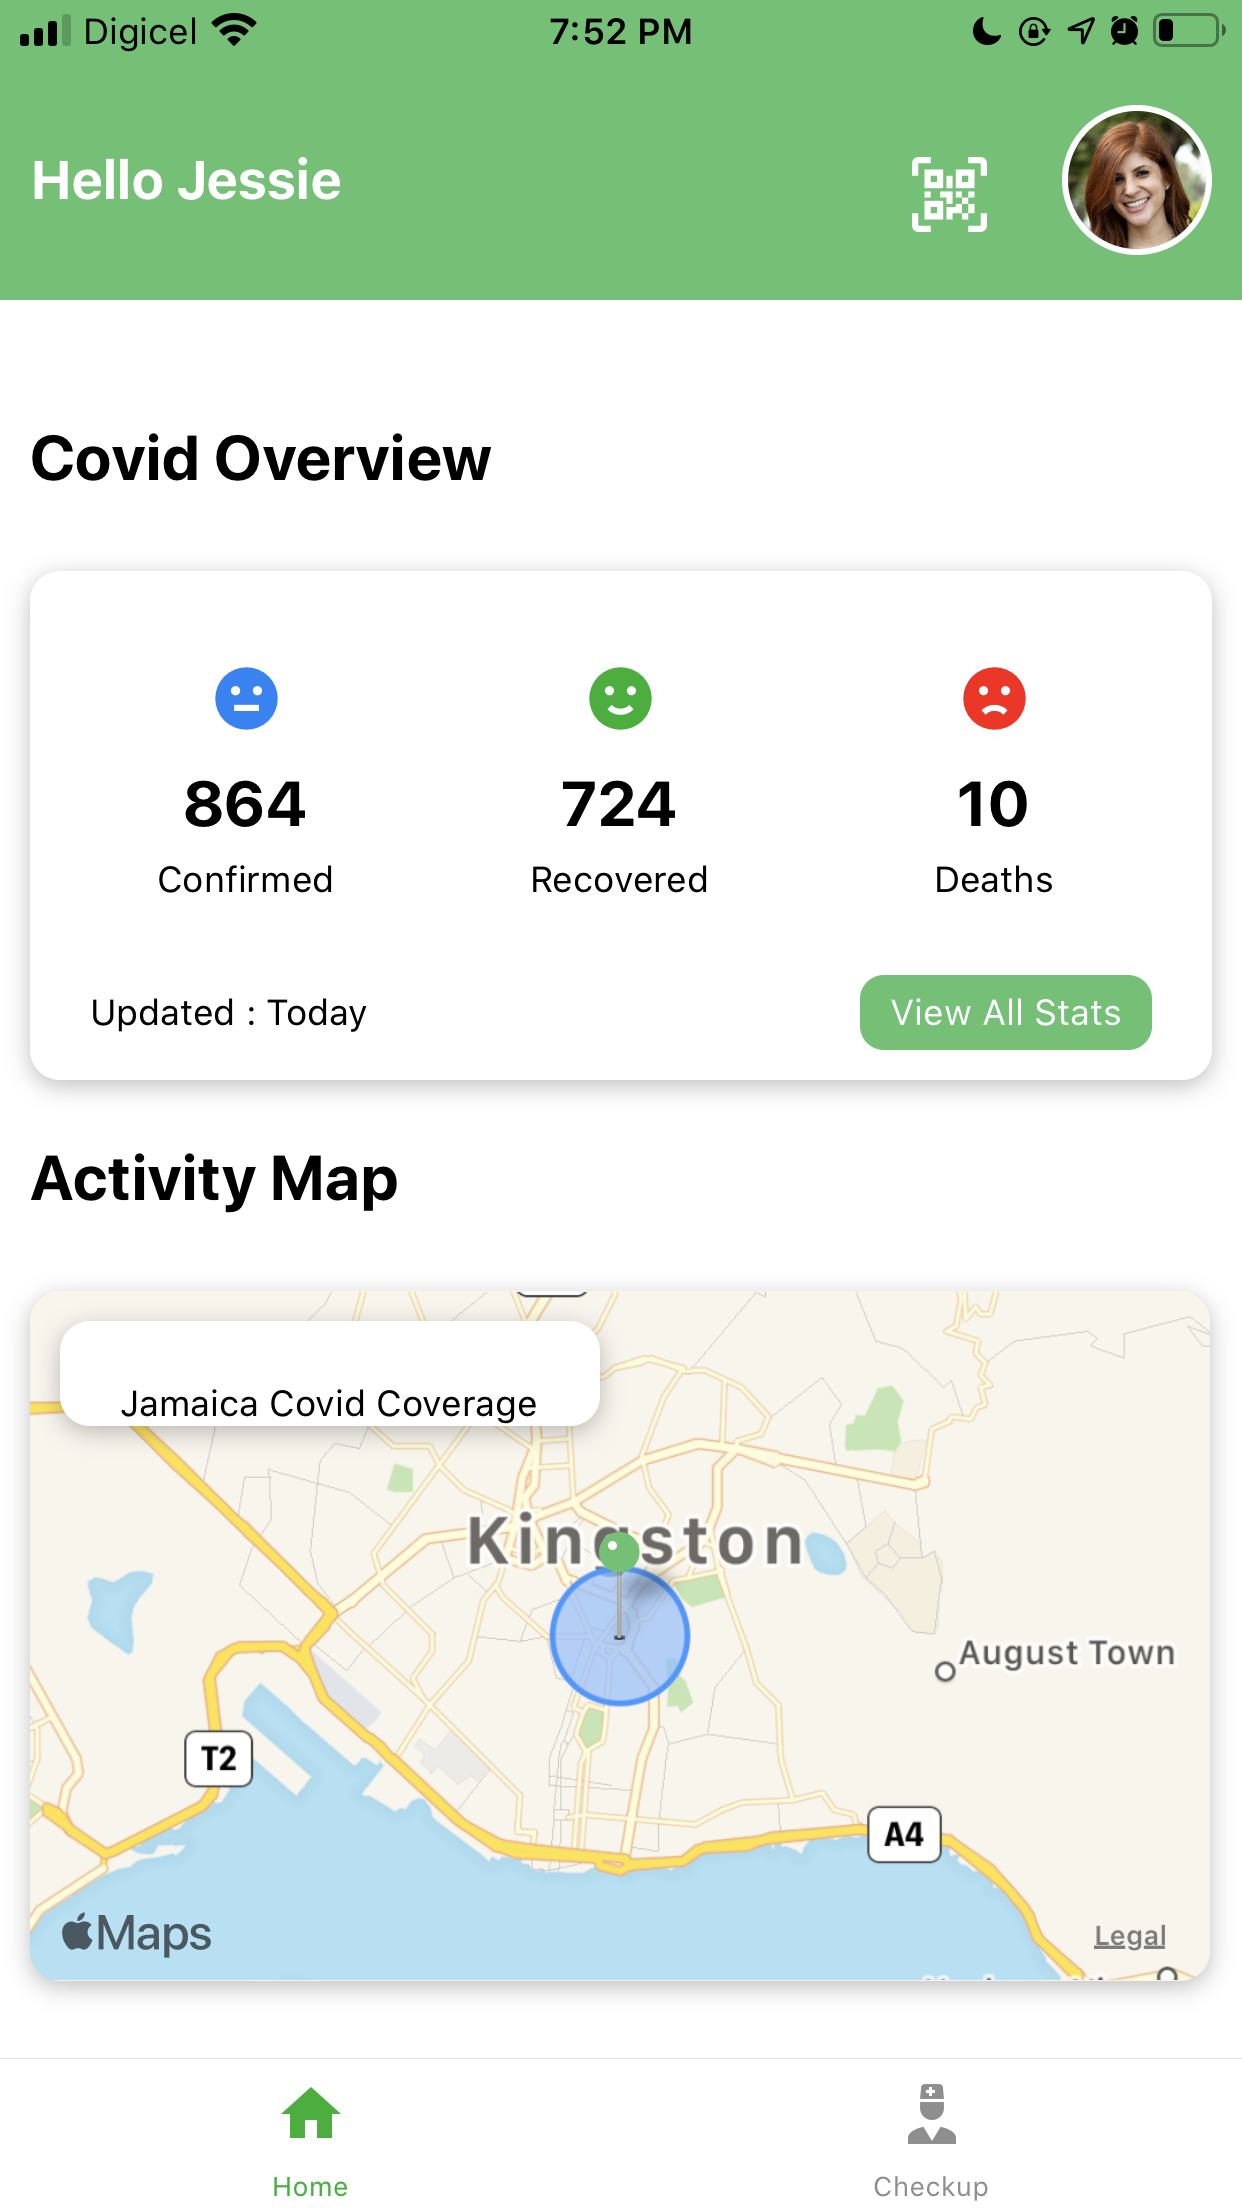 Digicel 7:52 PM
Hello Jessie
Covid Overview
864 724 10
Confirmed Recovered Deaths
Updated : Today View All Stats
Activity Map
Jamaica Covid Coverage
Kingston
August Town
T2
A4
Maps
Legal
Home Checkup